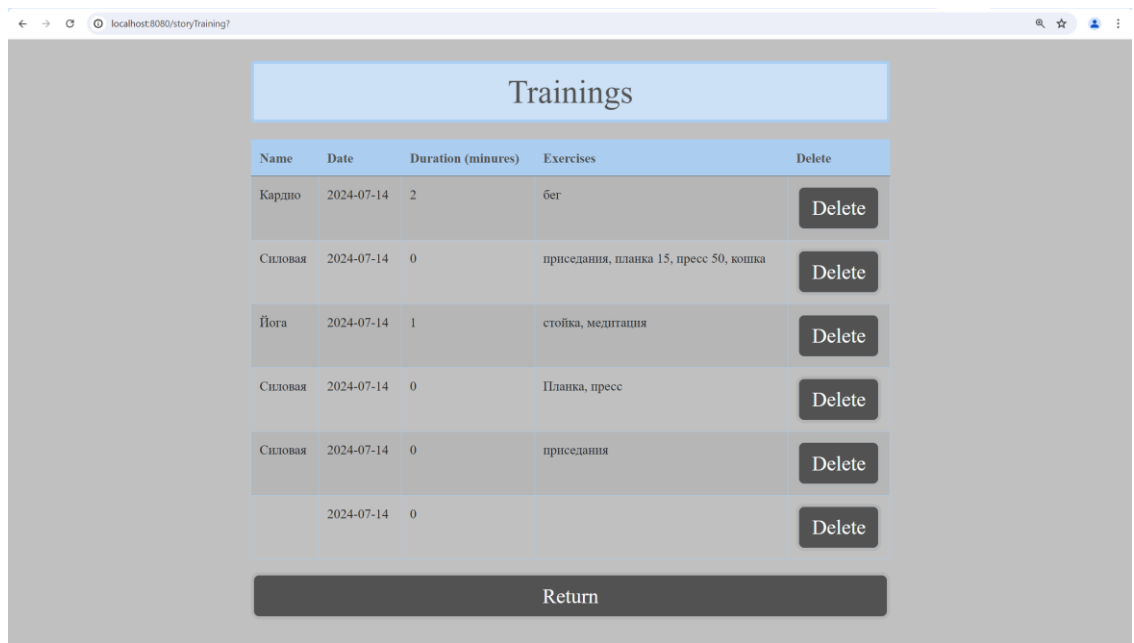 localhost:8080/storyTraining?
Trainings
Name Date Duration (minures) Exercises Delete
Кардио 2024-07-14 2 бег Delete
Силовая 2024-07-14 0 приседания, планка 15, пресс 50, кошка Delete
Йога 2024-07-14 1 стойка, медитация Delete
Силовая 2024-07-14 0 Планка, пресс Delete
Силовая 2024-07-14 0 приседания Delete
2024-07-14 0 Delete
Return